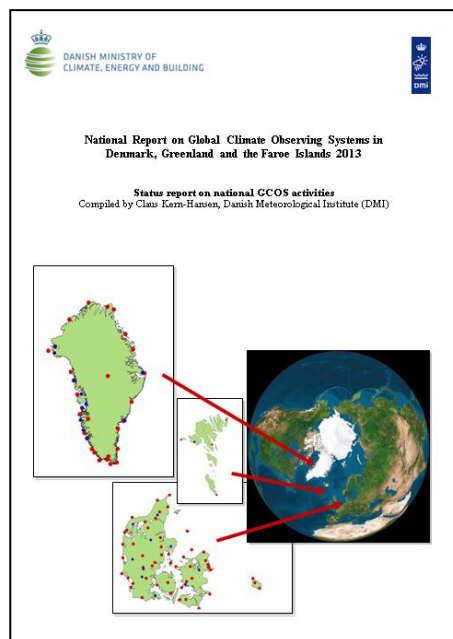 DANISH MINISTRY OF
CLIMATE, ENERGY AND BUILDING
DMI
National Report on Global Climate Observing Systems in
Denmark, Greenland and the Faroe Islands 2013
Status report on national GCOS activities
Compiled by Claus Kern-Hansen, Danish Meteorological Institute (DMI)